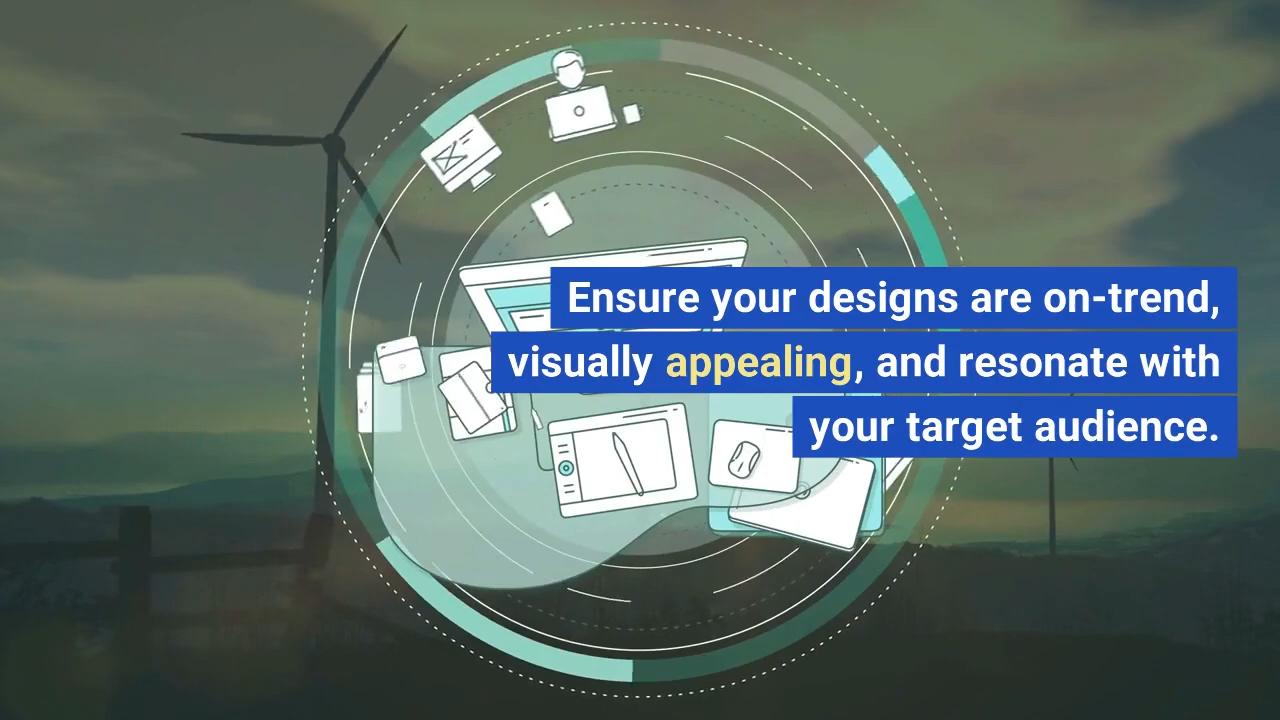 Ensure your designs are on-trend,
visually appealing, and resonate with
your target audience.